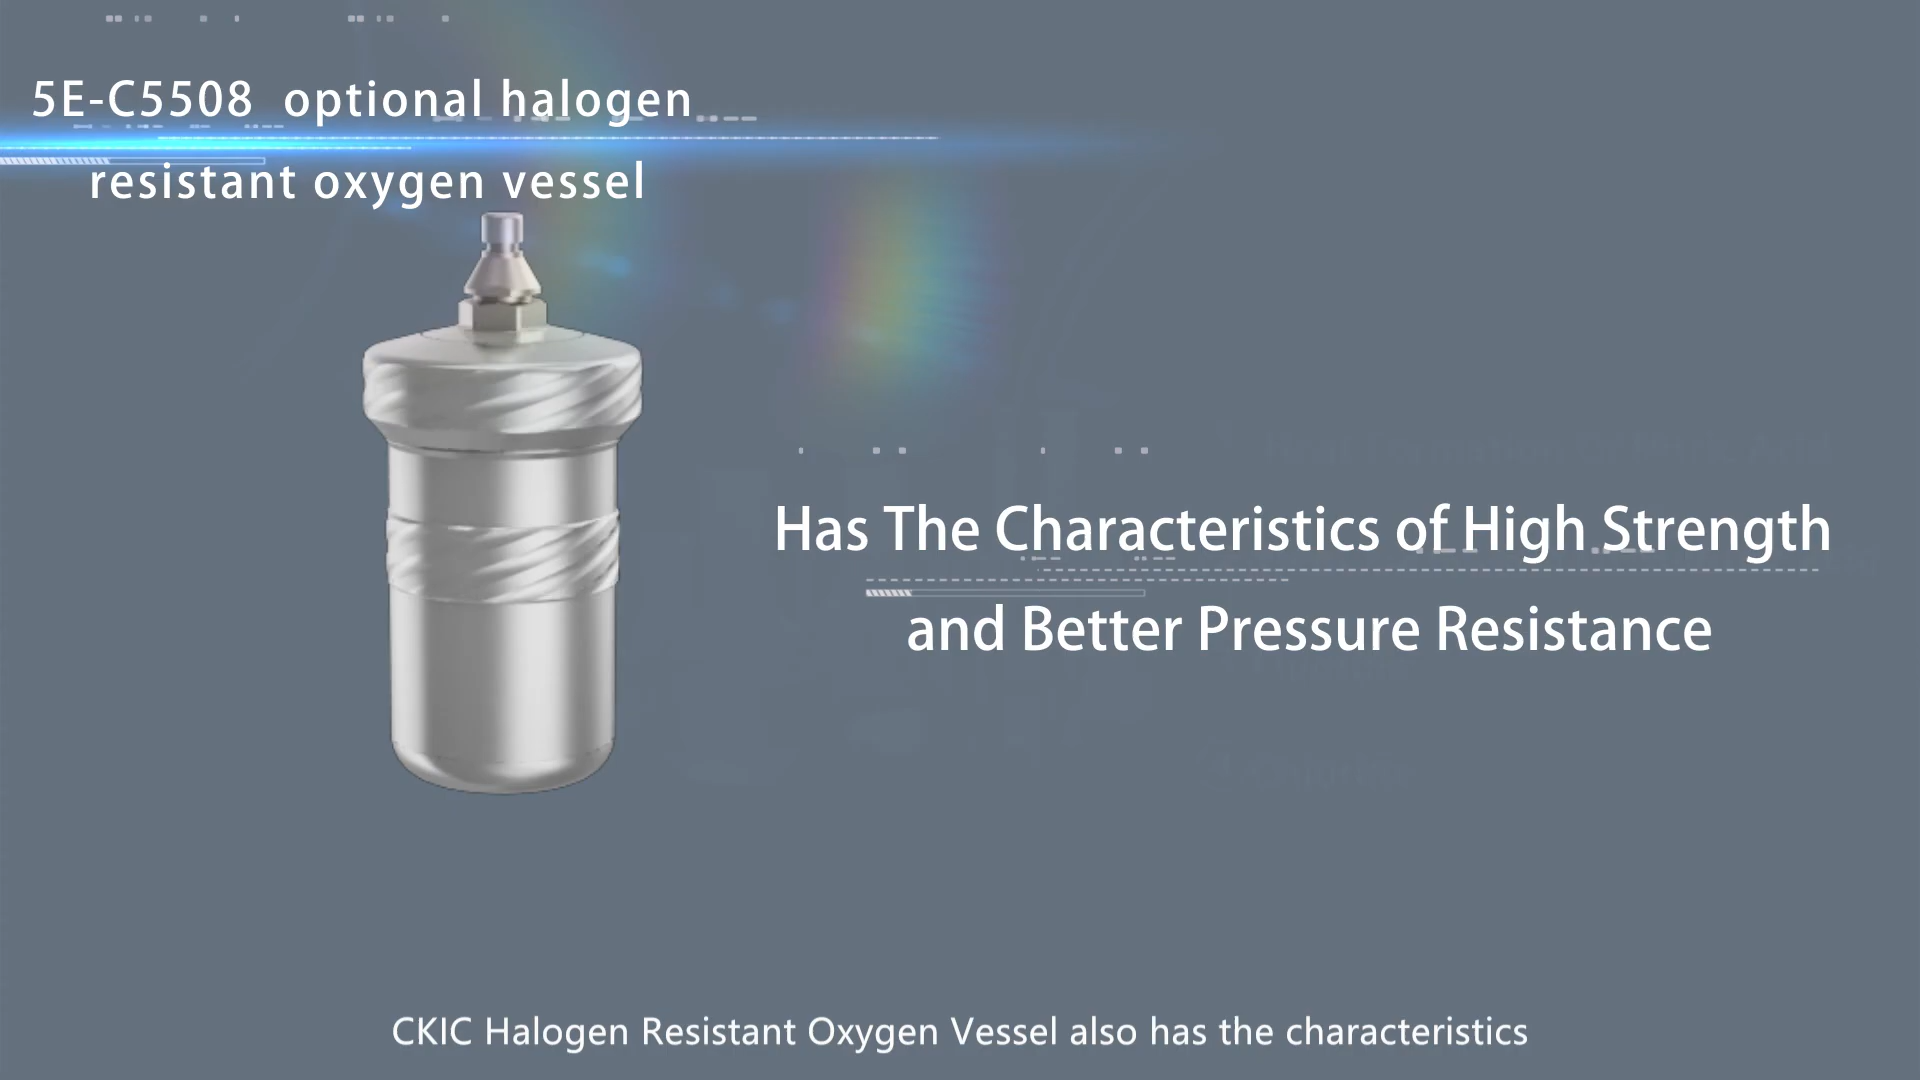 5E-C5508 optional halogen
resistant oxygen vessel
Has The Characteristics of High Strength
and Better Pressure Resistance
CKIC Halogen Resistant Oxygen Vessel also has the characteristics